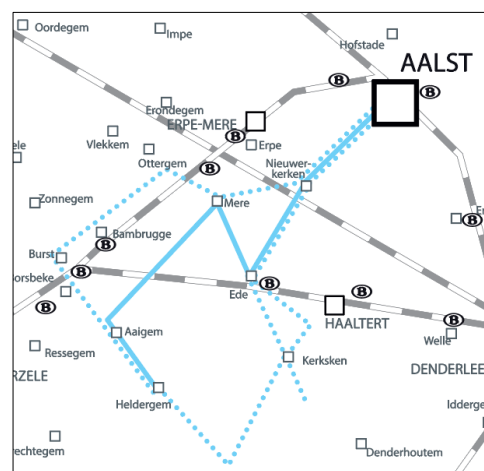 Oordegem
Impe
Hofstade
AALST
B
B
Erondegem
ERPE-MERE
B
Vlekkem
Erpe
Ottergem
Nieuwer-
kerken
B
Zonnegem
Mere
Bambrugge
B
Burst
B
Borsbeke
Ede
B
B
B
HAALTERT
B
Aaigem
Welle
Ressegem
Kerksken
DENDERLEE
RZELE
Heldergem
Idderge
echtegem
Denderhoutem